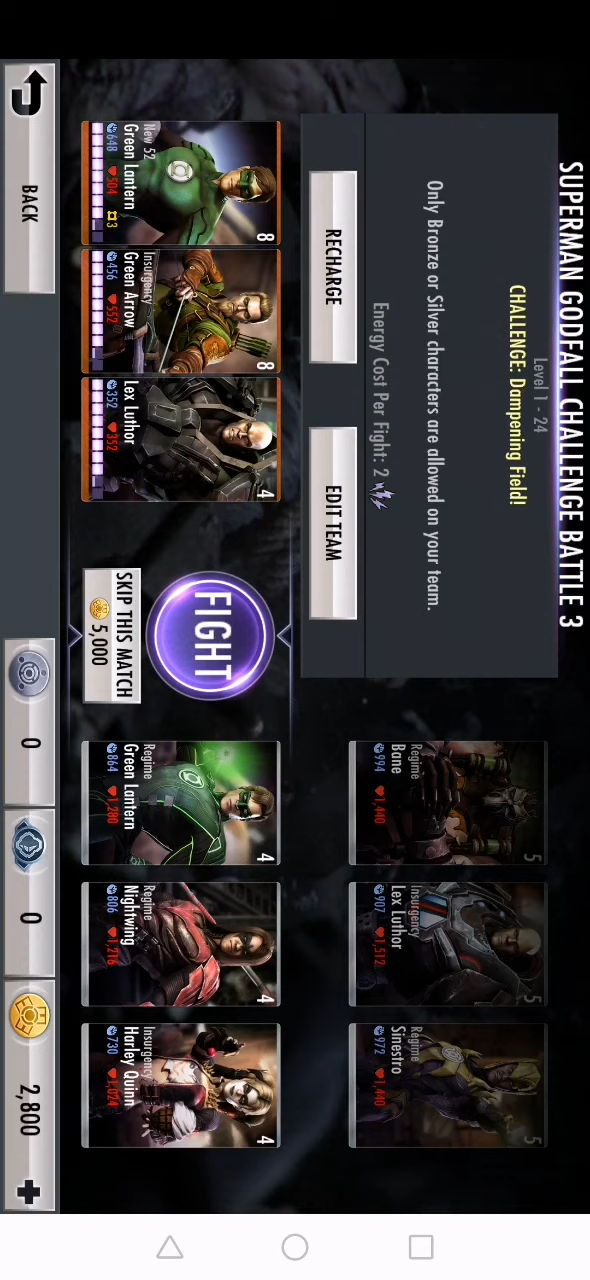 SUPERMAN GODFALL CHALLENGE BATTLE 3
Level 1 - 24
CHALLENGE: Dampening Field!
Only Bronze or Silver characters are allowed on your team.
Energy Cost Per Fight: 2
RECHARGE
EDIT TEAM
5
Regime
Bane
994 1,440
5
Insurgency
Lex Luthor
907 1,512
5
Regime
Sinestro
972 1,440
8
New 52
Green Lantern
648 504 3
8
Insurgency
Green Arrow
456 552
4
Lex Luthor
352 352
FIGHT
SKIP THIS MATCH
5,000
4
Regime
Green Lantern
864 1,280
4
Regime
Nightwing
806 1,216
4
Insurgency
Harley Quinn
730 1,024
BACK
0
0
2,800